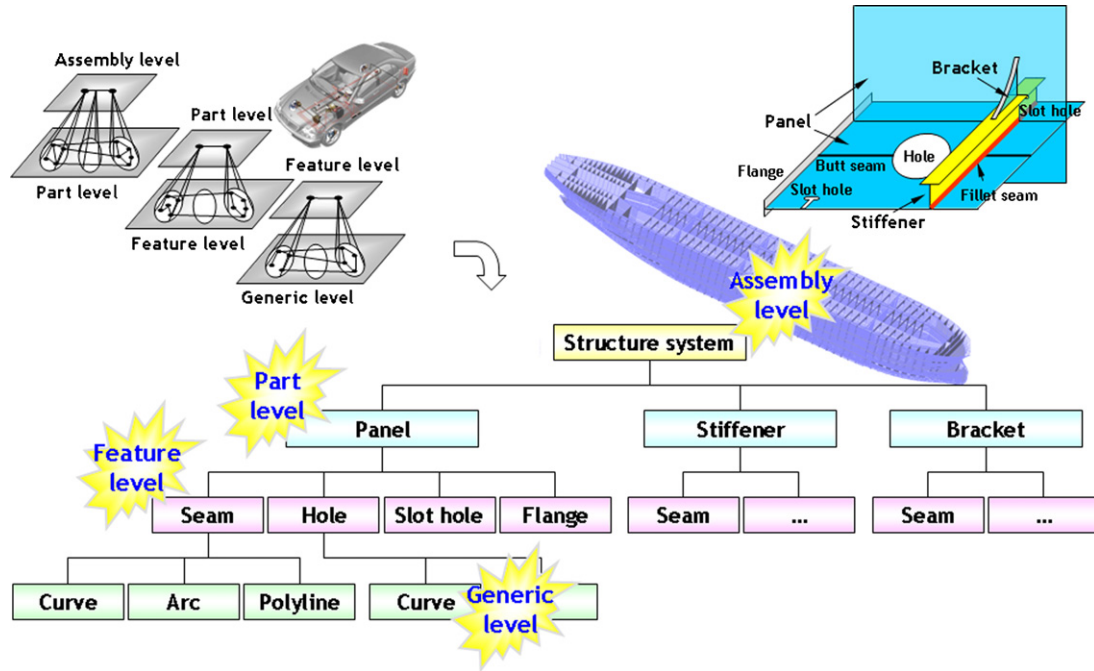 Assembly level
Part level
Part level
Feature level
Feature level
Generic level
Bracket
Slot hole
Panel
Hole
Butt seam
Flange
Slot hole
Fillet seam
Stiffener
Assembly
level
Structure system
Part
level
Panel
Stiffener
Bracket
Feature
level
Seam
Hole
Slot hole
Flange
Seam
...
Seam
...
Curve
Arc
Polyline
Curve
Generic
level